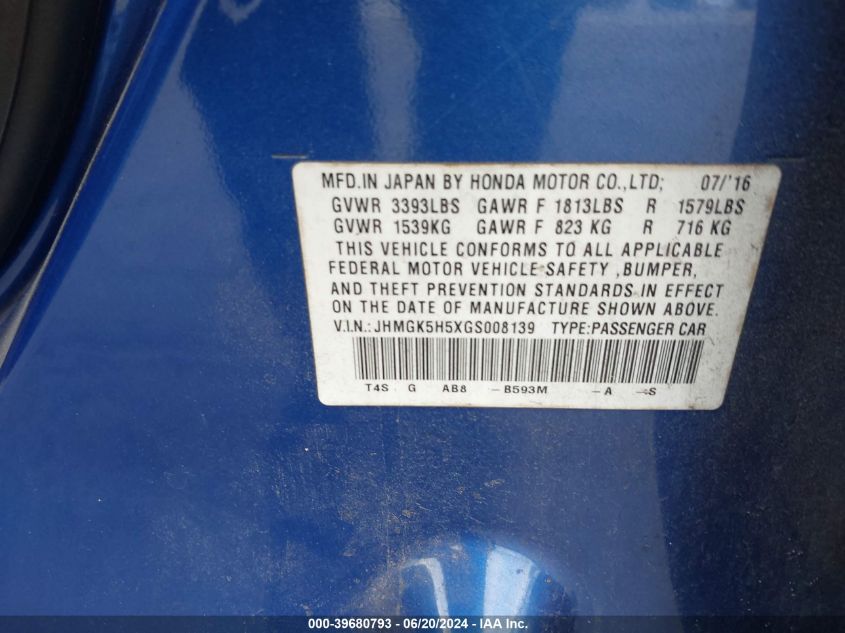 MFD.IN JAPAN BY HONDA MOTOR CO.,LTD; 07/'16
GVWR 3393LBS GAWR F 1813LBS R 1579LBS
GVWR 1539KG GAWR F 823 KG R 716 KG
THIS VEHICLE CONFORMS TO ALL APPLICABLE
FEDERAL MOTOR VEHICLE SAFETY ,BUMPER,
AND THEFT PREVENTION STANDARDS IN EFFECT
ON THE DATE OF MANUFACTURE SHOWN ABOVE.
V.I.N.: JHMGK5H5XGS008139 TYPE:PASSENGER CAR
T4S G AB8 -B593M -A -S
000-39680793 - 06/20/2024 - IAA Inc.